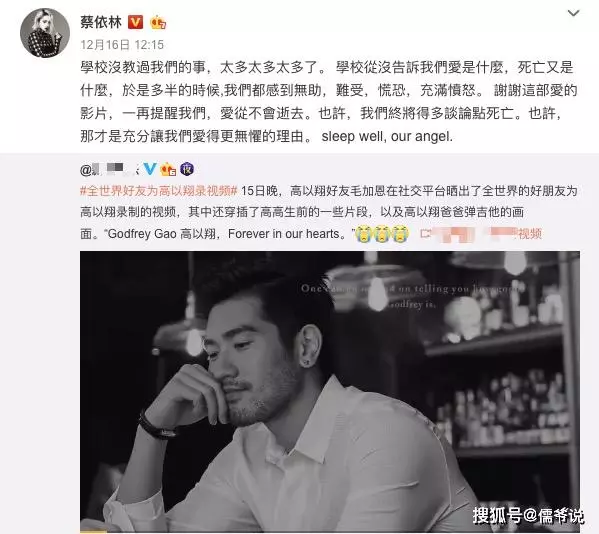 蔡依林
12月16日 12:15
學校沒教過我們的事，太多太多太多了。 學校從沒告訴我們愛是什麼，死亡又是
什麼，於是多半的時候,我們都感到無助，難受，慌恐，充滿憤怒。 謝謝這部愛的
影片，一再提醒我們，愛從不會逝去。也許，我們終將得多談論點死亡。也許，
那才是充分讓我們愛得更無懼的理由。 sleep well, our angel.
@
#全世界好友为高以翔录视频# 15日晚，高以翔好友毛加恩在社交平台晒出了全世界的好朋友为
高以翔录制的视频，其中还穿插了高高生前的一些片段，以及高以翔爸爸弹吉他的画
面。“Godfrey Gao 高以翔，Forever in our hearts。”
视频
One can go on and on telling you how good
Godfrey is.
搜狐号@儒爷说